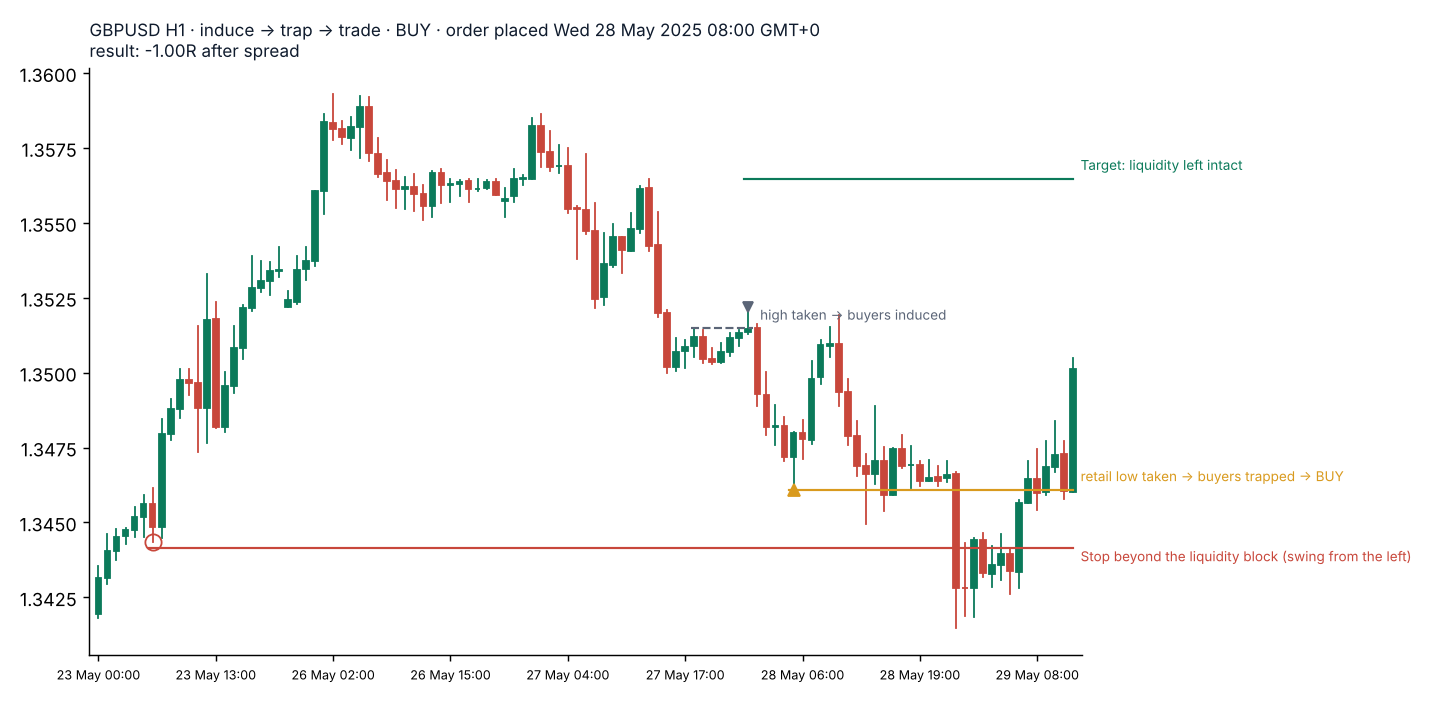 GBPUSD H1 · induce → trap → trade · BUY · order placed Wed 28 May 2025 08:00 GMT+0
result: -1.00R after spread
1.3600
1.3575
Target: liquidity left intact
1.3550
1.3525
high taken → buyers induced
1.3500
1.3475
retail low taken → buyers trapped → BUY
1.3450
Stop beyond the liquidity block (swing from the left)
1.3425
23 May 00:00 23 May 13:00 26 May 02:00 26 May 15:00 27 May 04:00 27 May 17:00 28 May 06:00 28 May 19:00 29 May 08:00